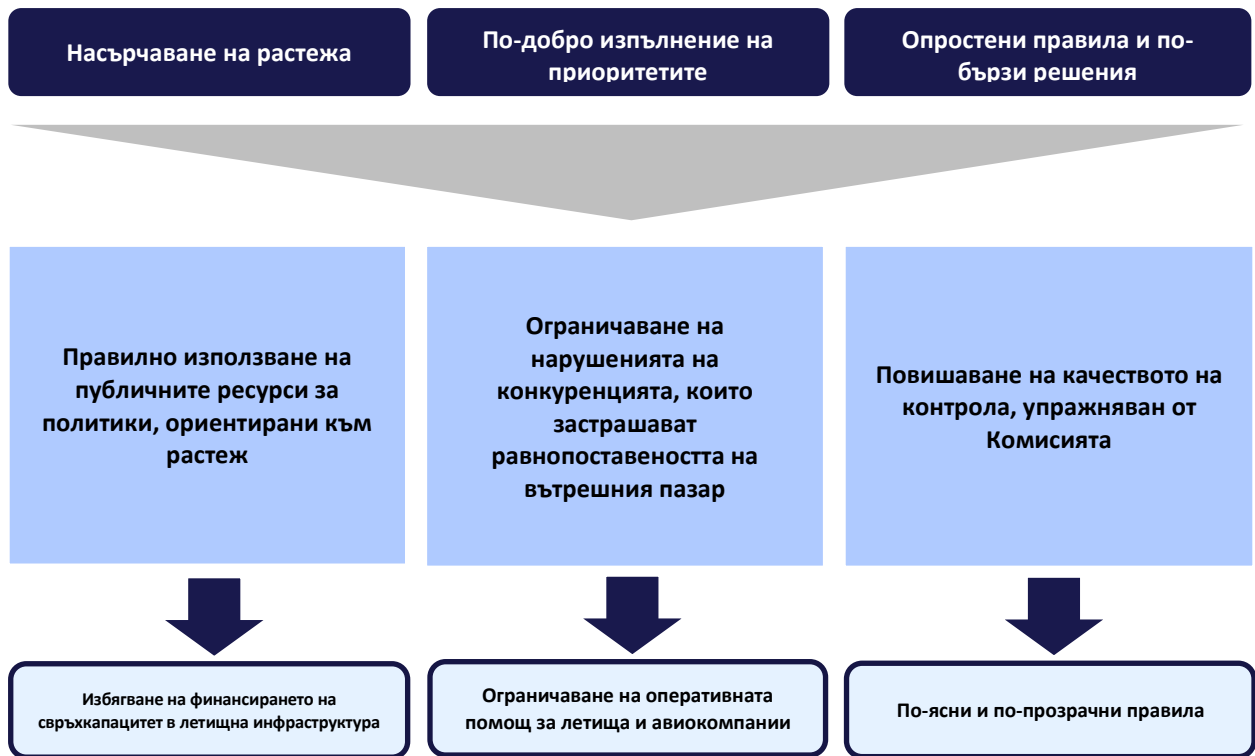 Насърчаване на растежа
По-добро изпълнение на
приоритетите
Опростени правила и по-
бързи решения
Правилно използване на
публичните ресурси за
политики, ориентирани към
растеж
Ограничаване на
нарушенията на
конкуренцията, които
застрашават
равнопоставеността на
вътрешния пазар
Повишаване на качеството на
контрола, упражняван от
Комисията
Избягване на финансирането на
свръхкапацитет в летищна инфраструктура
Ограничаване на оперативната
помощ за летища и авиокомпании
По-ясни и по-прозрачни правила